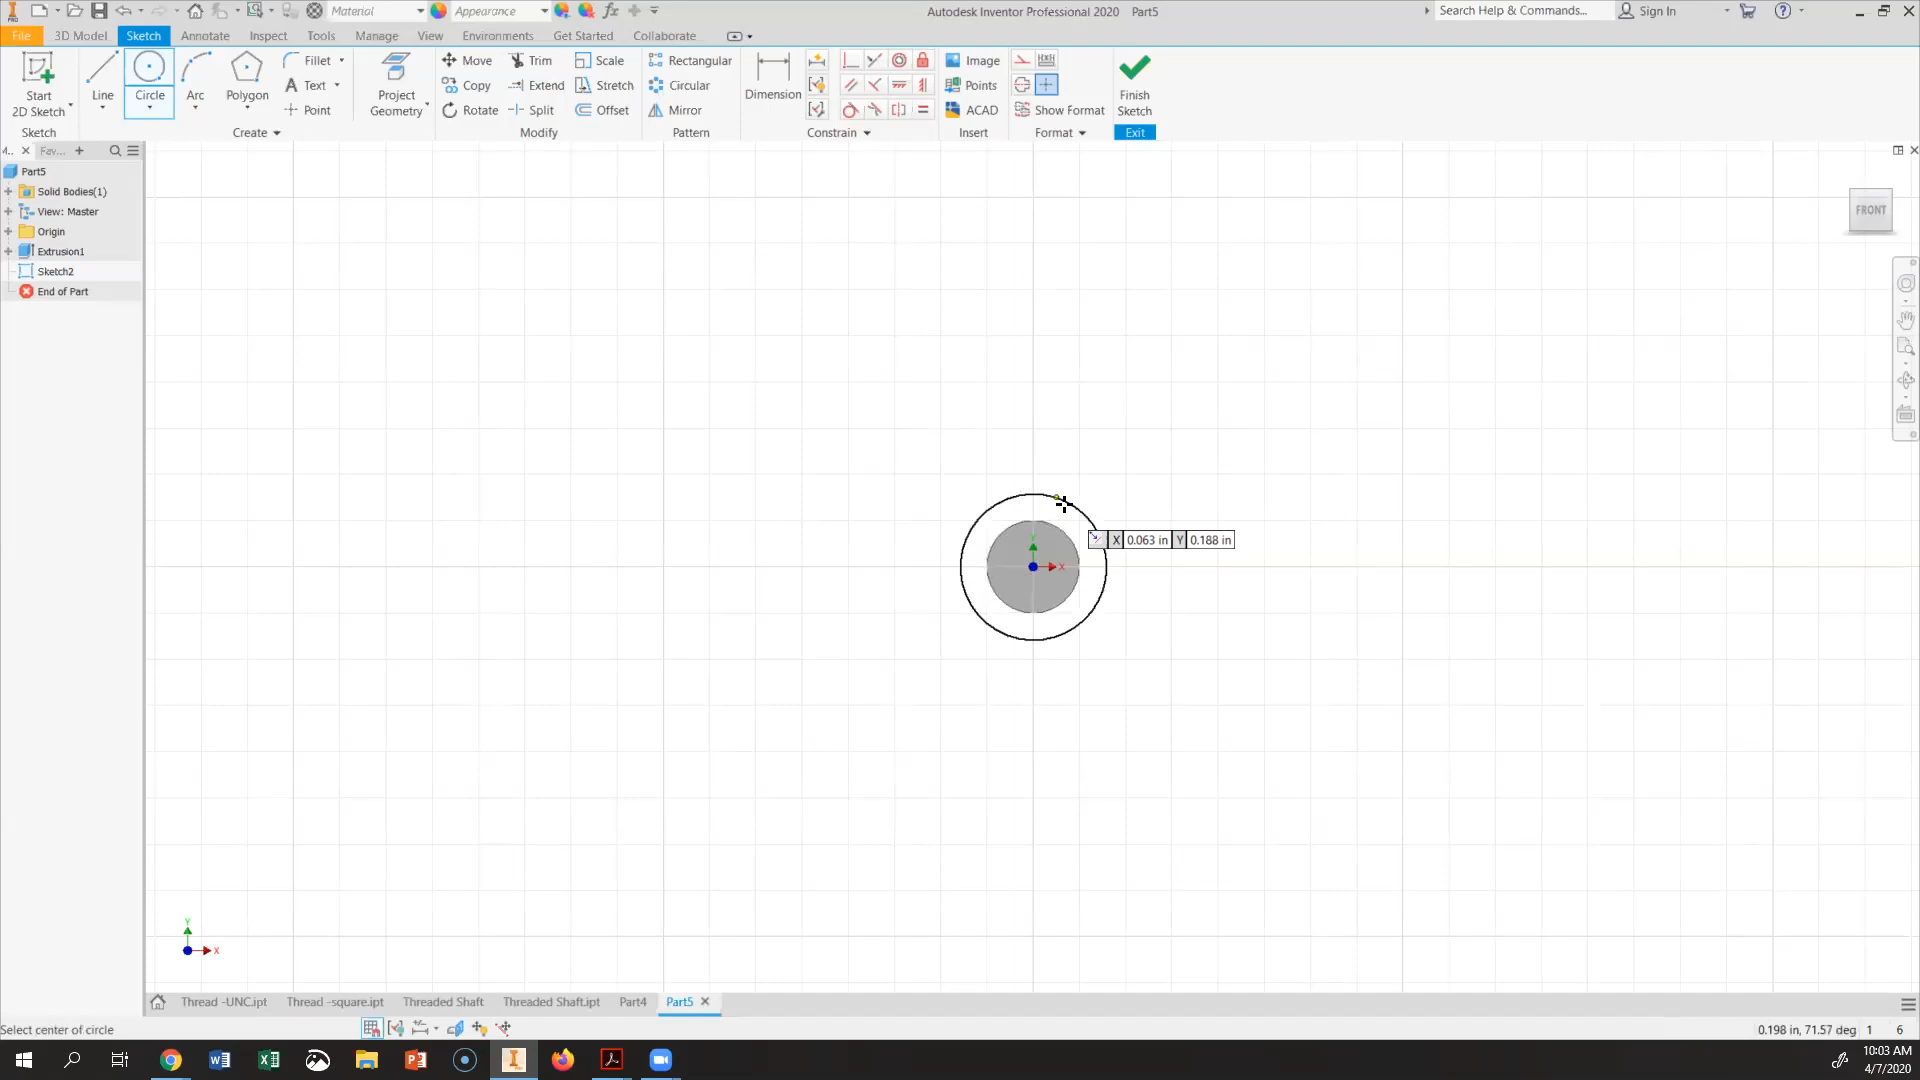 PRO Material Appearance Autodesk Inventor Professional 2020 Part5 Search Help & Commands... Sign In
File 3D Model Sketch Annotate Inspect Tools Manage View Environments Get Started Collaborate
Start 2D Sketch Line Circle Arc Polygon Fillet Text Point Project Geometry Move Copy Rotate Trim Extend Split Scale Stretch Offset Rectangular Circular Mirror Dimension Image Points ACAD Show Format Finish Sketch
Sketch Create Modify Pattern Constrain Insert Format Exit
M.. Fav...
Part5
Solid Bodies(1)
View: Master
Origin
Extrusion1
Sketch2
End of Part
FRONT
Y
X
X 0.063 in Y 0.188 in
Y
X
Thread -UNC.ipt Thread -square.ipt Threaded Shaft Threaded Shaft.ipt Part4 Part5
Select center of circle 0.198 in, 71.57 deg 1 6
10:03 AM
4/7/2020